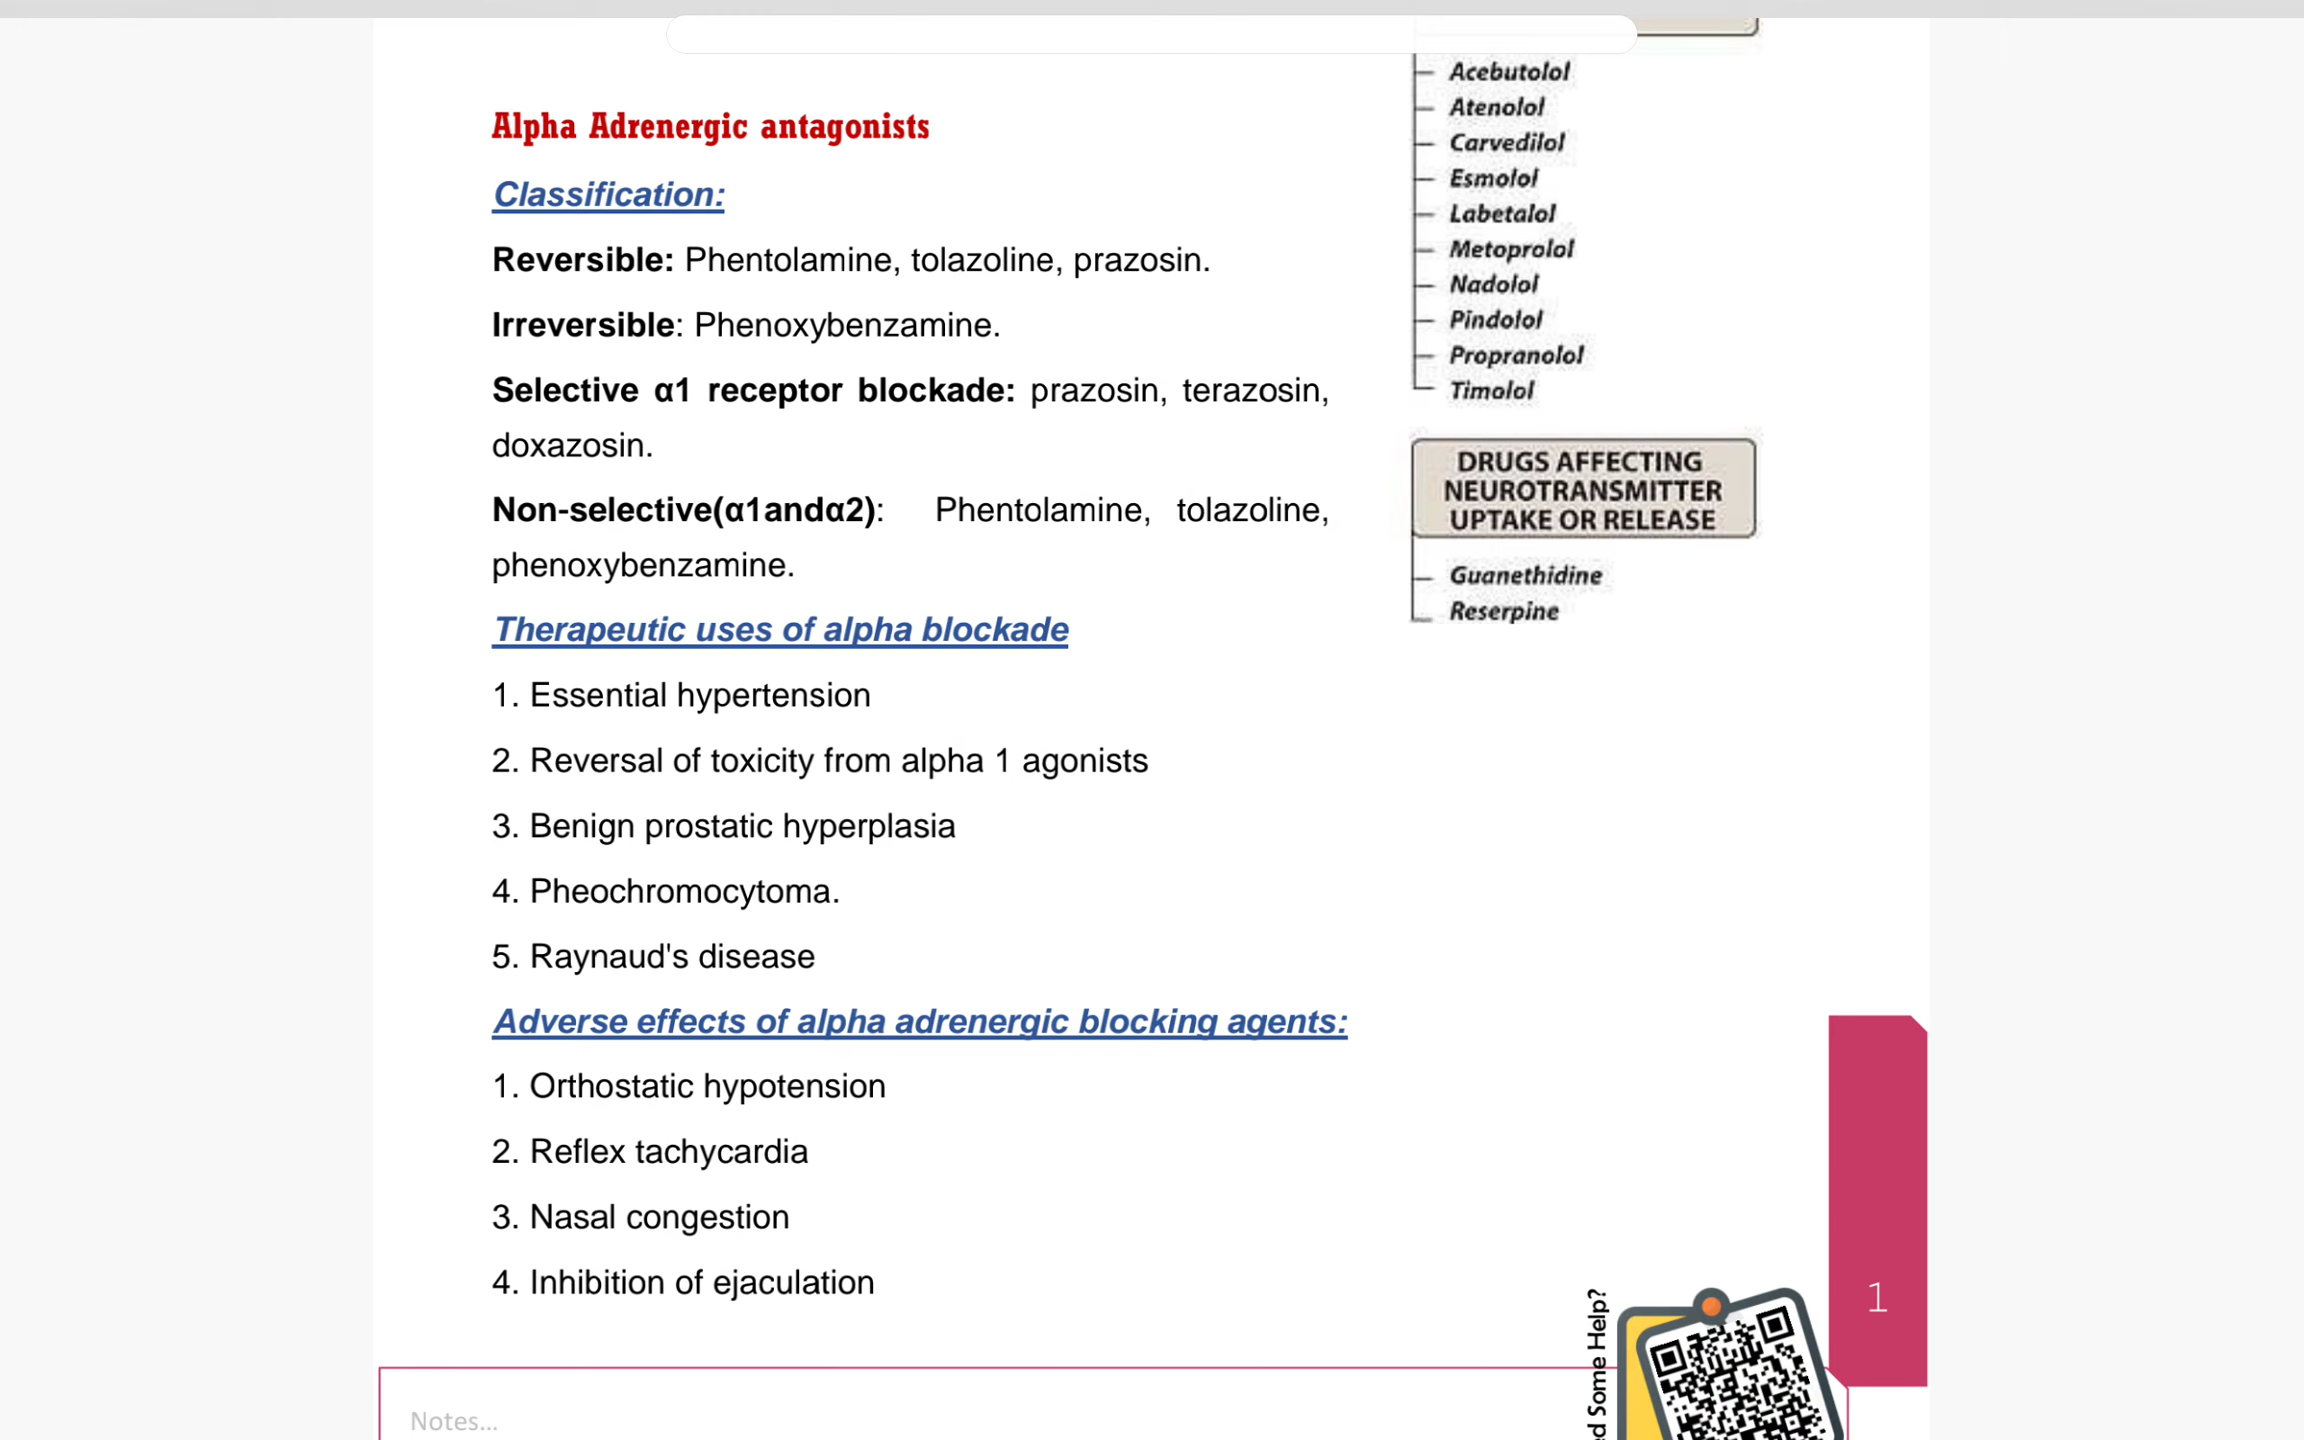 Alpha Adrenergic antagonists
Classification:
Reversible: Phentolamine, tolazoline, prazosin.
Irreversible: Phenoxybenzamine.
Selective α1 receptor blockade: prazosin, terazosin,
doxazosin.
Non-selective(α1andα2): Phentolamine, tolazoline,
phenoxybenzamine.
Therapeutic uses of alpha blockade
1. Essential hypertension
2. Reversal of toxicity from alpha 1 agonists
3. Benign prostatic hyperplasia
4. Pheochromocytoma.
5. Raynaud's disease
Adverse effects of alpha adrenergic blocking agents:
1. Orthostatic hypotension
2. Reflex tachycardia
3. Nasal congestion
4. Inhibition of ejaculation
Acebutolol
Atenolol
Carvedilol
Esmolol
Labetalol
Metoprolol
Nadolol
Pindolol
Propranolol
Timolol
DRUGS AFFECTING
NEUROTRANSMITTER
UPTAKE OR RELEASE
Guanethidine
Reserpine
1
Some Help?
Notes...